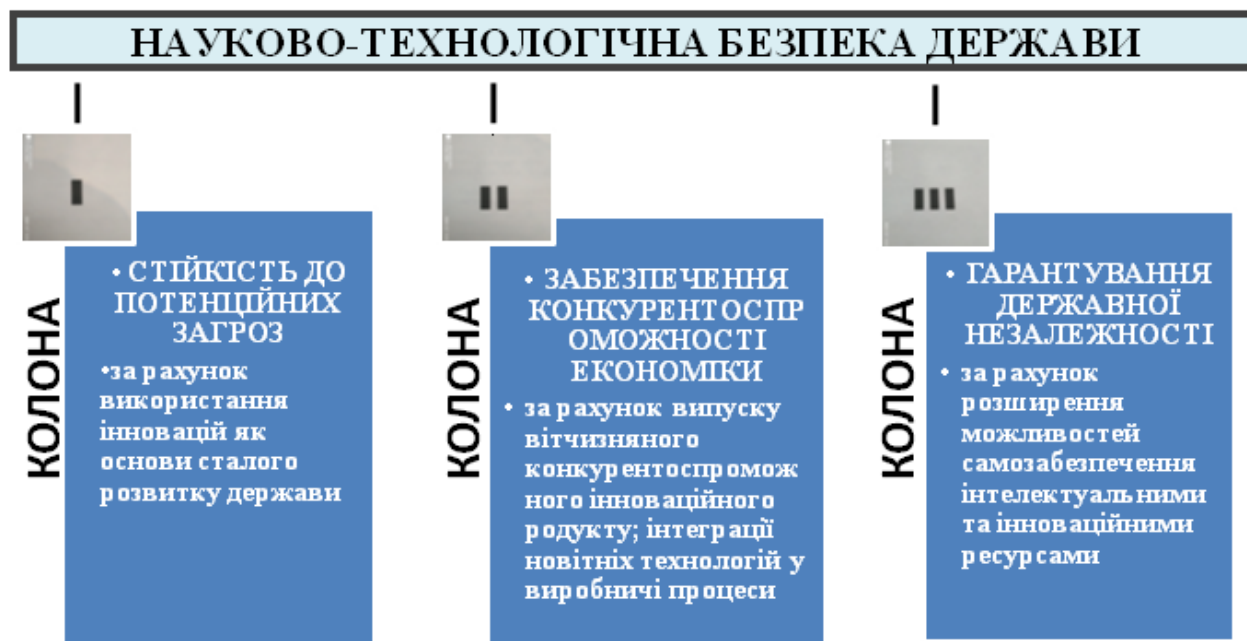 НАУКОВО-ТЕХНОЛОГІЧНА БЕЗПЕКА ДЕРЖАВИ
КОЛОНА
• СТІЙКІСТЬ ДО
ПОТЕНЦІЙНИХ
ЗАГРОЗ
•за рахунок
використання
інновацій як
основи сталого
розвитку держави
КОЛОНА
• ЗАБЕЗПЕЧЕННЯ
КОНКУРЕНТОСПР
ОМОЖНОСТІ
ЕКОНОМІКИ
• за рахунок випуску
вітчизняного
конкурентоспромож
ного інноваційного
родукту; інтеграції
новітніх технологій у
виробничі процеси
КОЛОНА
• ГАРАНТУВАННЯ
ДЕРЖАВНОЇ
НЕЗАЛЕЖНОСТІ
• за рахунок
розширення
можливостей
самозабезпечення
інтелектуальними
та інноваційними
ресурсами